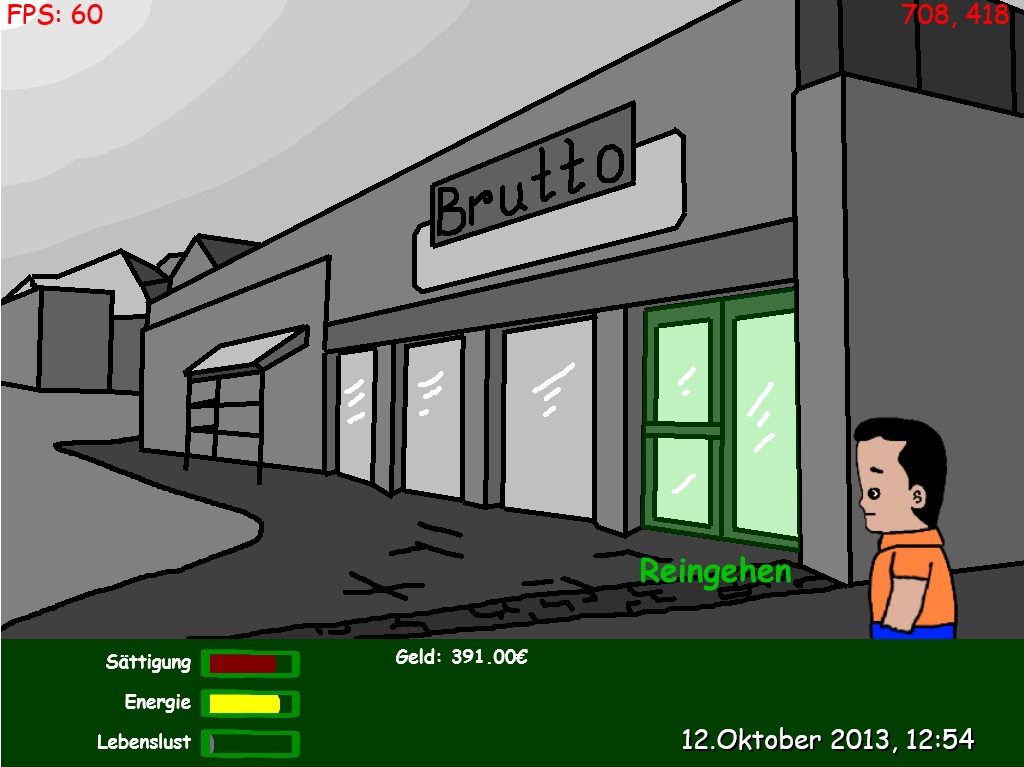 FPS: 60
708, 418
Brutto
Reingehen
Sättigung
Geld: 391.00€
Energie
Lebenslust
12.Oktober 2013, 12:54